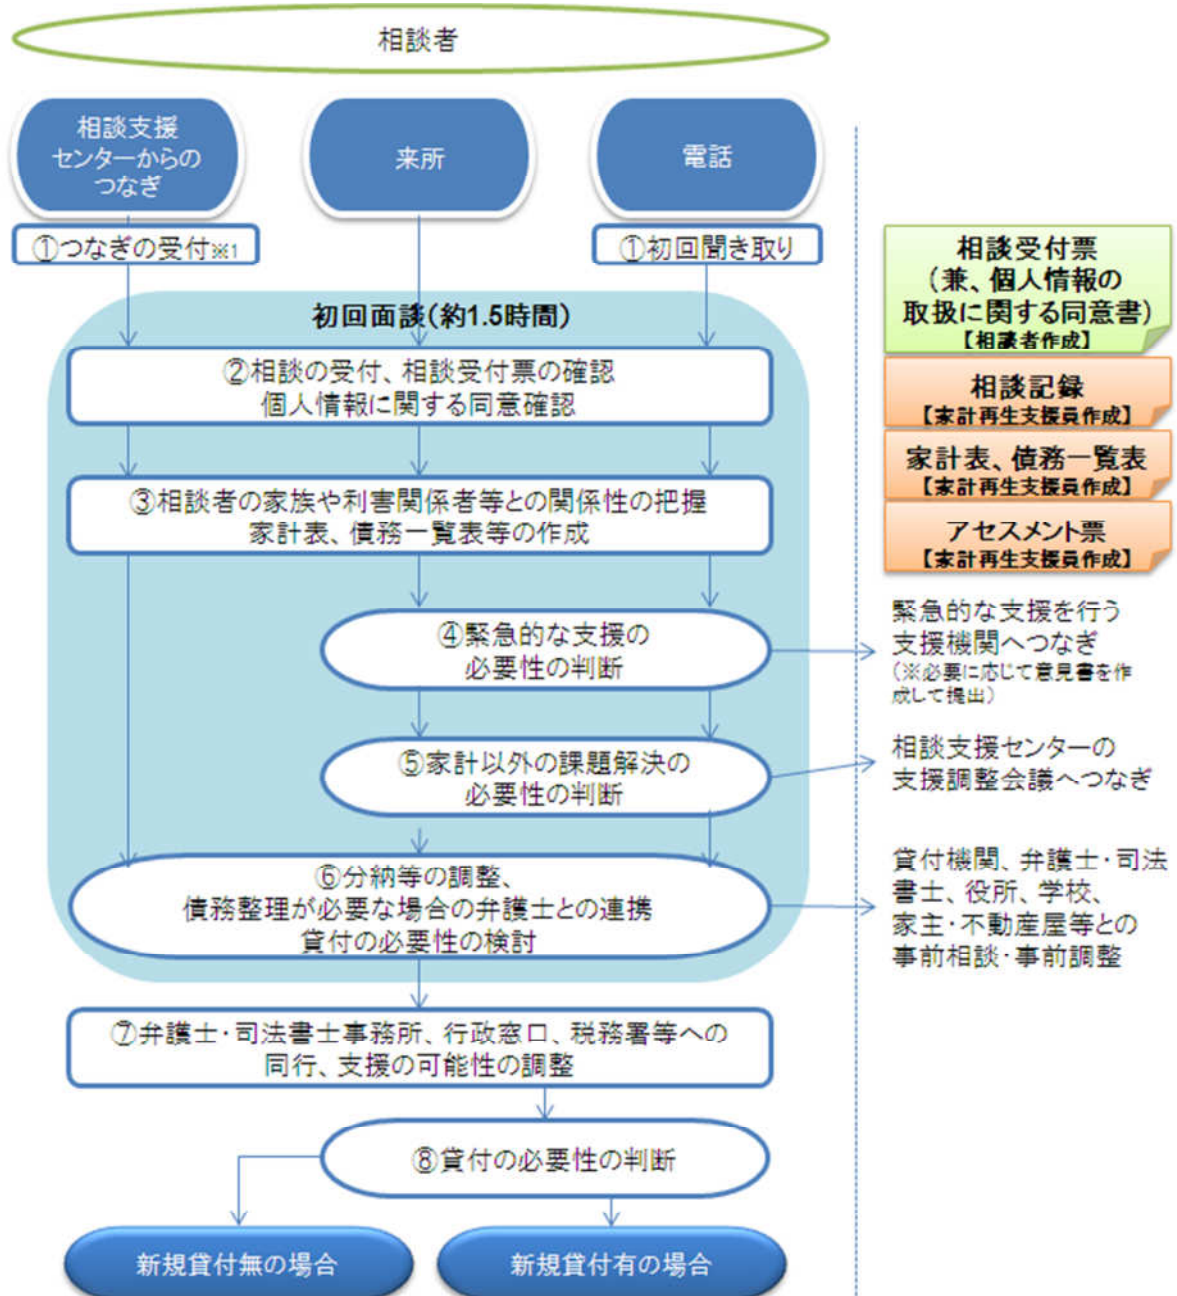 相談者
相談支援
センターからの
つなぎ
来所
電話
①つなぎの受付※1
①初回聞き取り
初回面談(約1.5時間)
②相談の受付、相談受付票の確認
個人情報に関する同意確認
③相談者の家族や利害関係者等との関係性の把握
家計表、債務一覧表等の作成
④緊急的な支援の
必要性の判断
⑤家計以外の課題解決の
必要性の判断
⑥分納等の調整、
債務整理が必要な場合の弁護士との連携
貸付の必要性の検討
⑦弁護士・司法書士事務所、行政窓口、税務署等への
同行、支援の可能性の調整
⑧貸付の必要性の判断
新規貸付無の場合
新規貸付有の場合
相談受付票
(兼、個人情報の
取扱に関する同意書)
【相談者作成】
相談記録
【家計再生支援員作成】
家計表、債務一覧表
【家計再生支援員作成】
アセスメント票
【家計再生支援員作成】
緊急的な支援を行う
支援機関へつなぎ
(※必要に応じて意見書を作
成して提出)
相談支援センターの
支援調整会議へつなぎ
貸付機関、弁護士・司法
書士、役所、学校、
家主・不動産屋等との
事前相談・事前調整